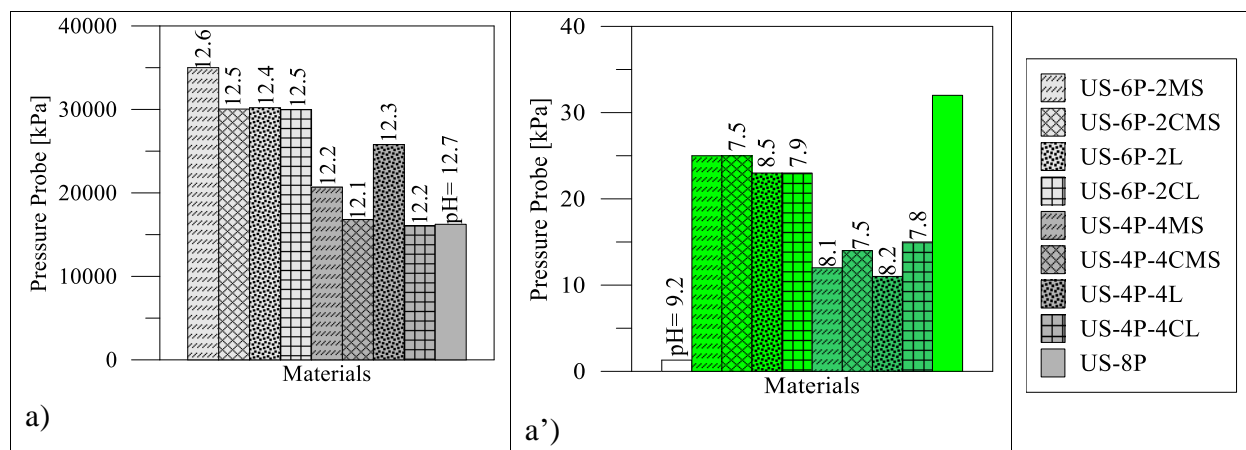 40000
30000
20000
10000
0
Pressure Probe [kPa]
12.6
12.5
12.4
12.5
12.2
12.1
12.3
12.2
pH= 12.7
Materials
a)
40
30
20
10
0
Pressure Probe [kPa]
pH= 9.2
7.5
8.5
7.9
8.1
7.5
8.2
7.8
Materials
a’)
US-6P-2MS
US-6P-2CMS
US-6P-2L
US-6P-2CL
US-4P-4MS
US-4P-4CMS
US-4P-4L
US-4P-4CL
US-8P